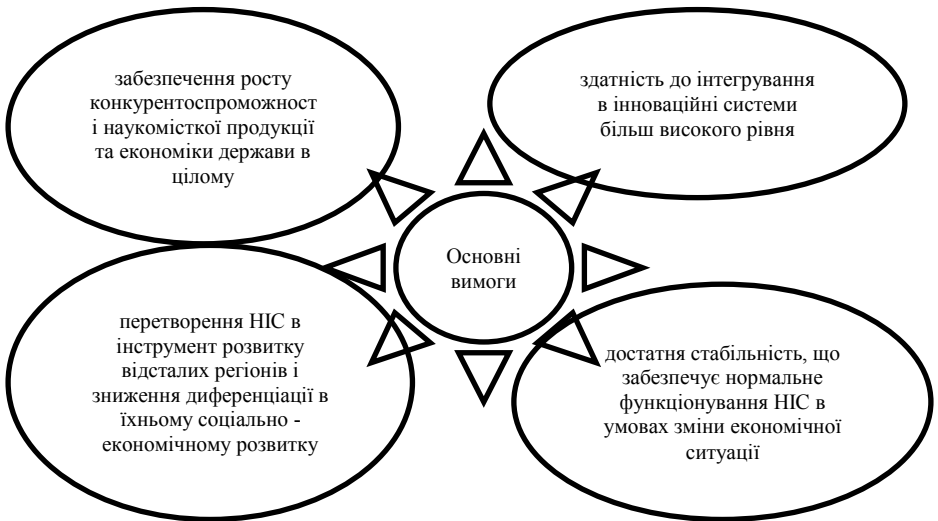 забезпечення росту
конкурентоспроможност
і наукомісткої продукції
та економіки держави в
цілому
здатність до інтегрування
в інноваційні системи
більш високого рівня
Основні
вимоги
перетворення НІС в
інструмент розвитку
відсталих регіонів і
зниження диференціації в
їхньому соціально -
економічному розвитку
достатня стабільність, що
забезпечує нормальне
функціонування НІС в
умовах зміни економічної
ситуації